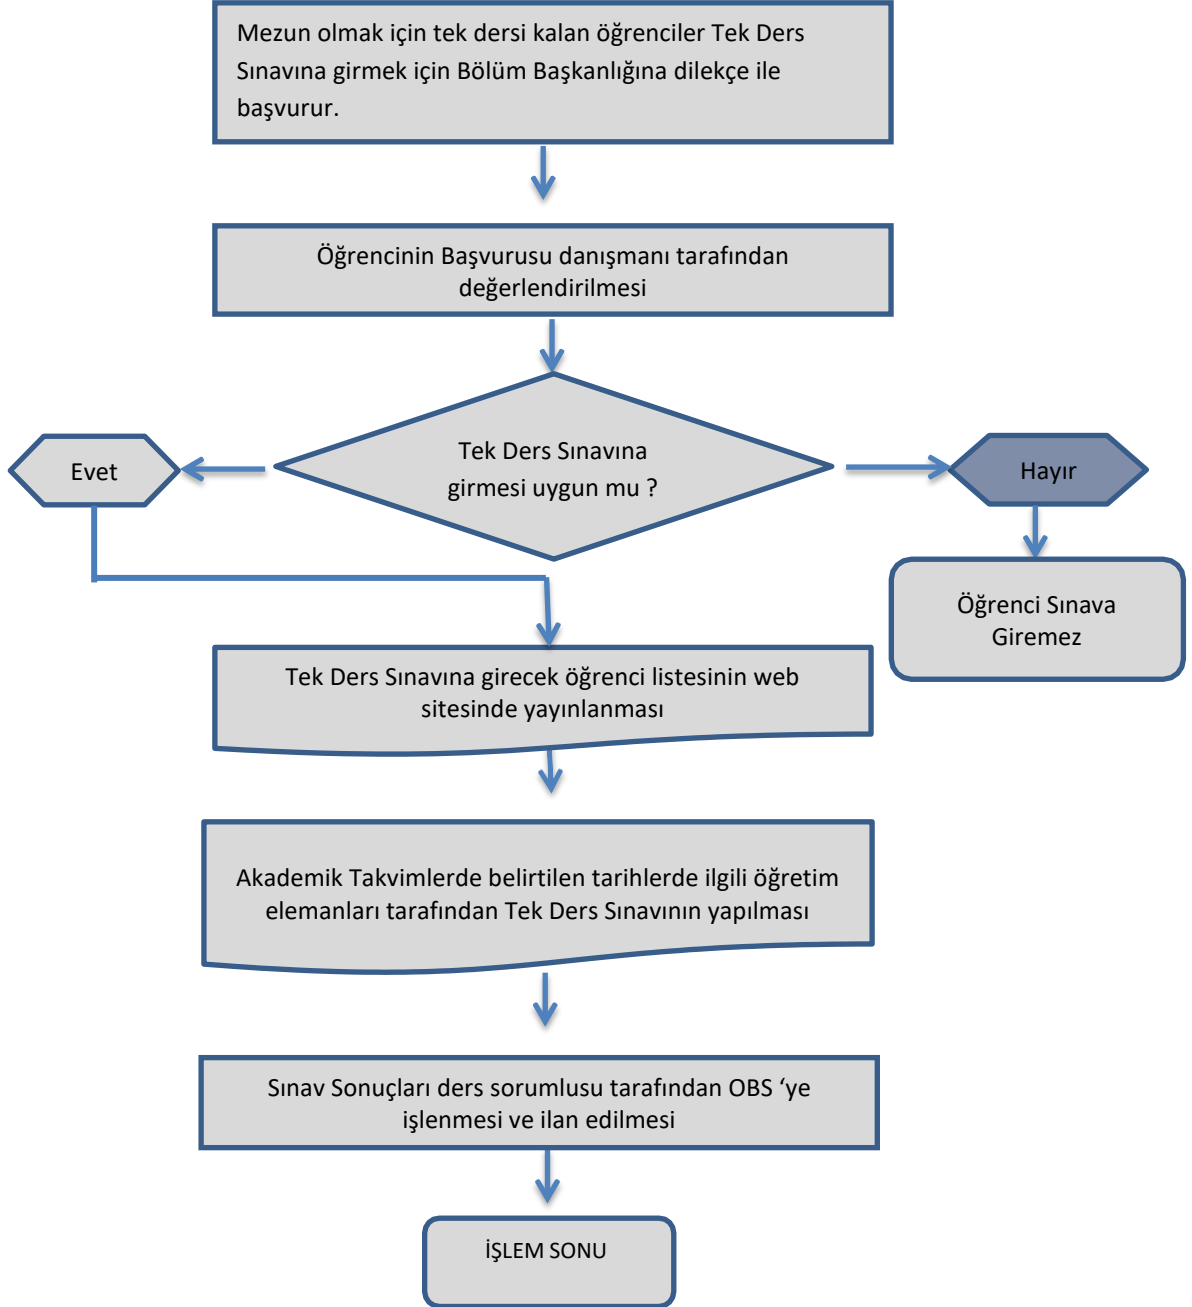 Mezun olmak için tek dersi kalan öğrenciler Tek Ders
Sınavına girmek için Bölüm Başkanlığına dilekçe ile
başvurur.
Öğrencinin Başvurusu danışmanı tarafından
değerlendirilmesi
Tek Ders Sınavına
girmesi uygun mu ?
Evet
Hayır
Öğrenci Sınava
Giremez
Tek Ders Sınavına girecek öğrenci listesinin web
sitesinde yayınlanması
Akademik Takvimlerde belirtilen tarihlerde ilgili öğretim
elemanları tarafından Tek Ders Sınavının yapılması
Sınav Sonuçları ders sorumlusu tarafından OBS ‘ye
işlenmesi ve ilan edilmesi
İŞLEM SONU